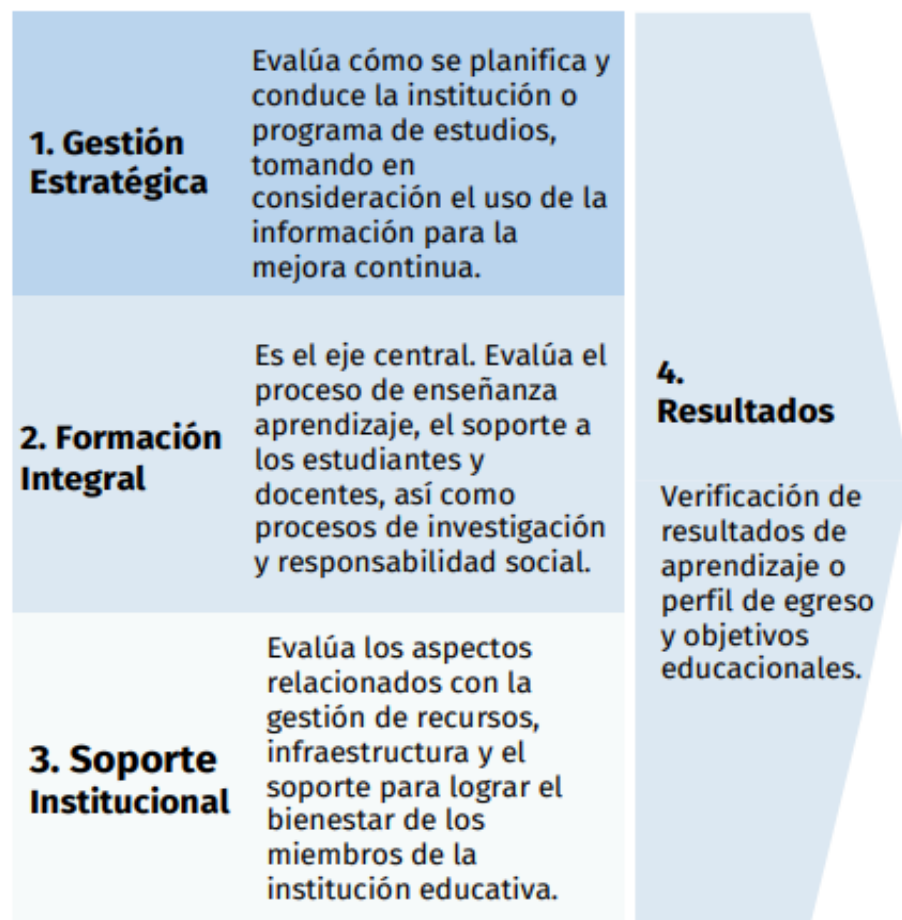 1. Gestión
Estratégica
Evalúa cómo se planifica y
conduce la institución o
programa de estudios,
tomando en
consideración el uso de la
información para la
mejora continua.
2. Formación
Integral
Es el eje central. Evalúa el
proceso de enseñanza
aprendizaje, el soporte a
los estudiantes y
docentes, así como
procesos de investigación
y responsabilidad social.
3. Soporte
Institucional
Evalúa los aspectos
relacionados con la
gestión de recursos,
infraestructura y el
soporte para lograr el
bienestar de los
miembros de la
institución educativa.
4.
Resultados
Verificación de
resultados de
aprendizaje o
perfil de egreso
y objetivos
educacionales.